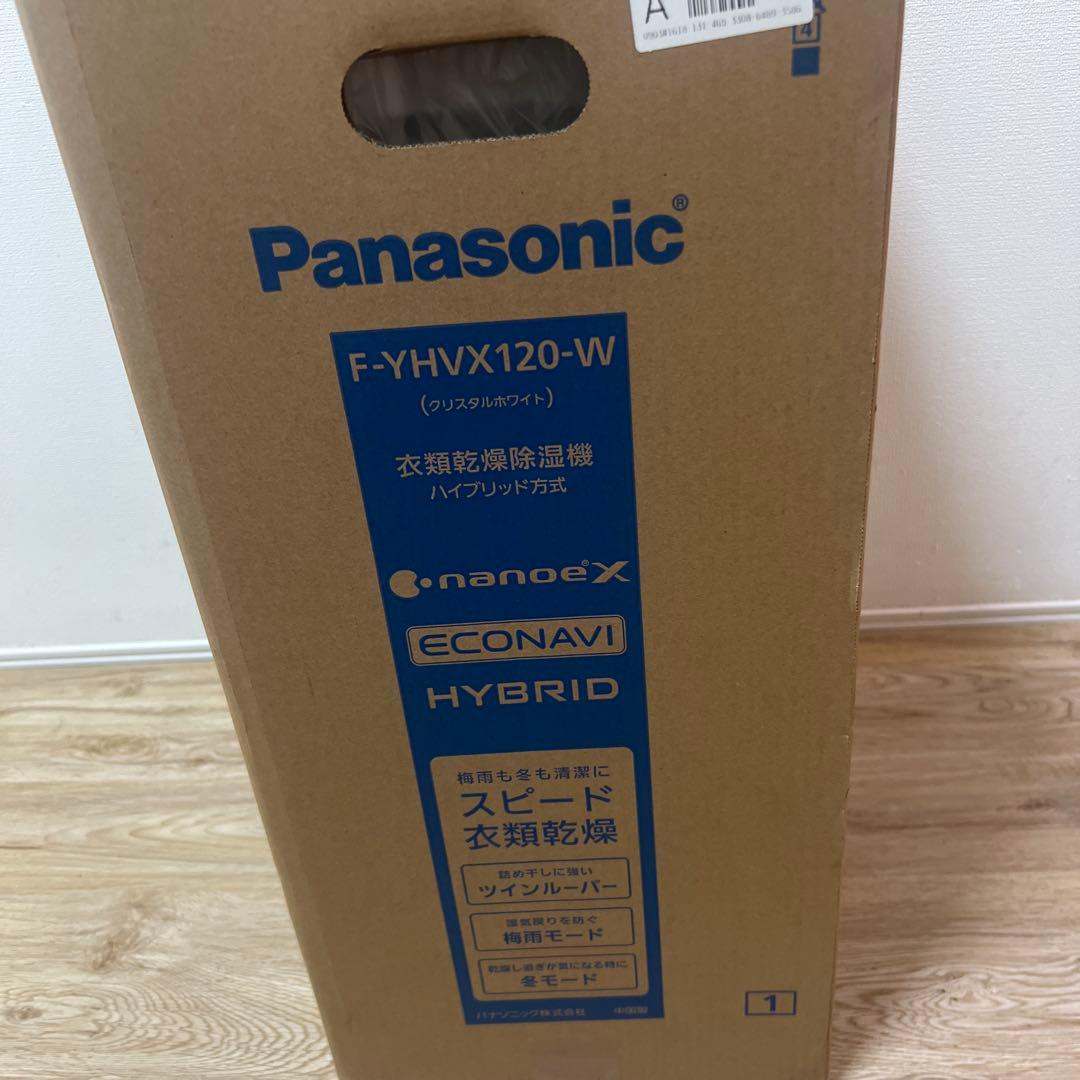 A
4
Panasonic®
F-YHVX120-W
(クリスタルホワイト)
衣類乾燥除湿機
ハイブリッド方式
nanoe X
ECONAVI
HYBRID
梅雨も冬も清潔に
スピード
衣類乾燥
詰め干しに強い
ツインルーバー
湿気戻りを防ぐ
梅雨モード
乾燥し過ぎが気になる時に
冬モード
パナソニック株式会社 中国製
1